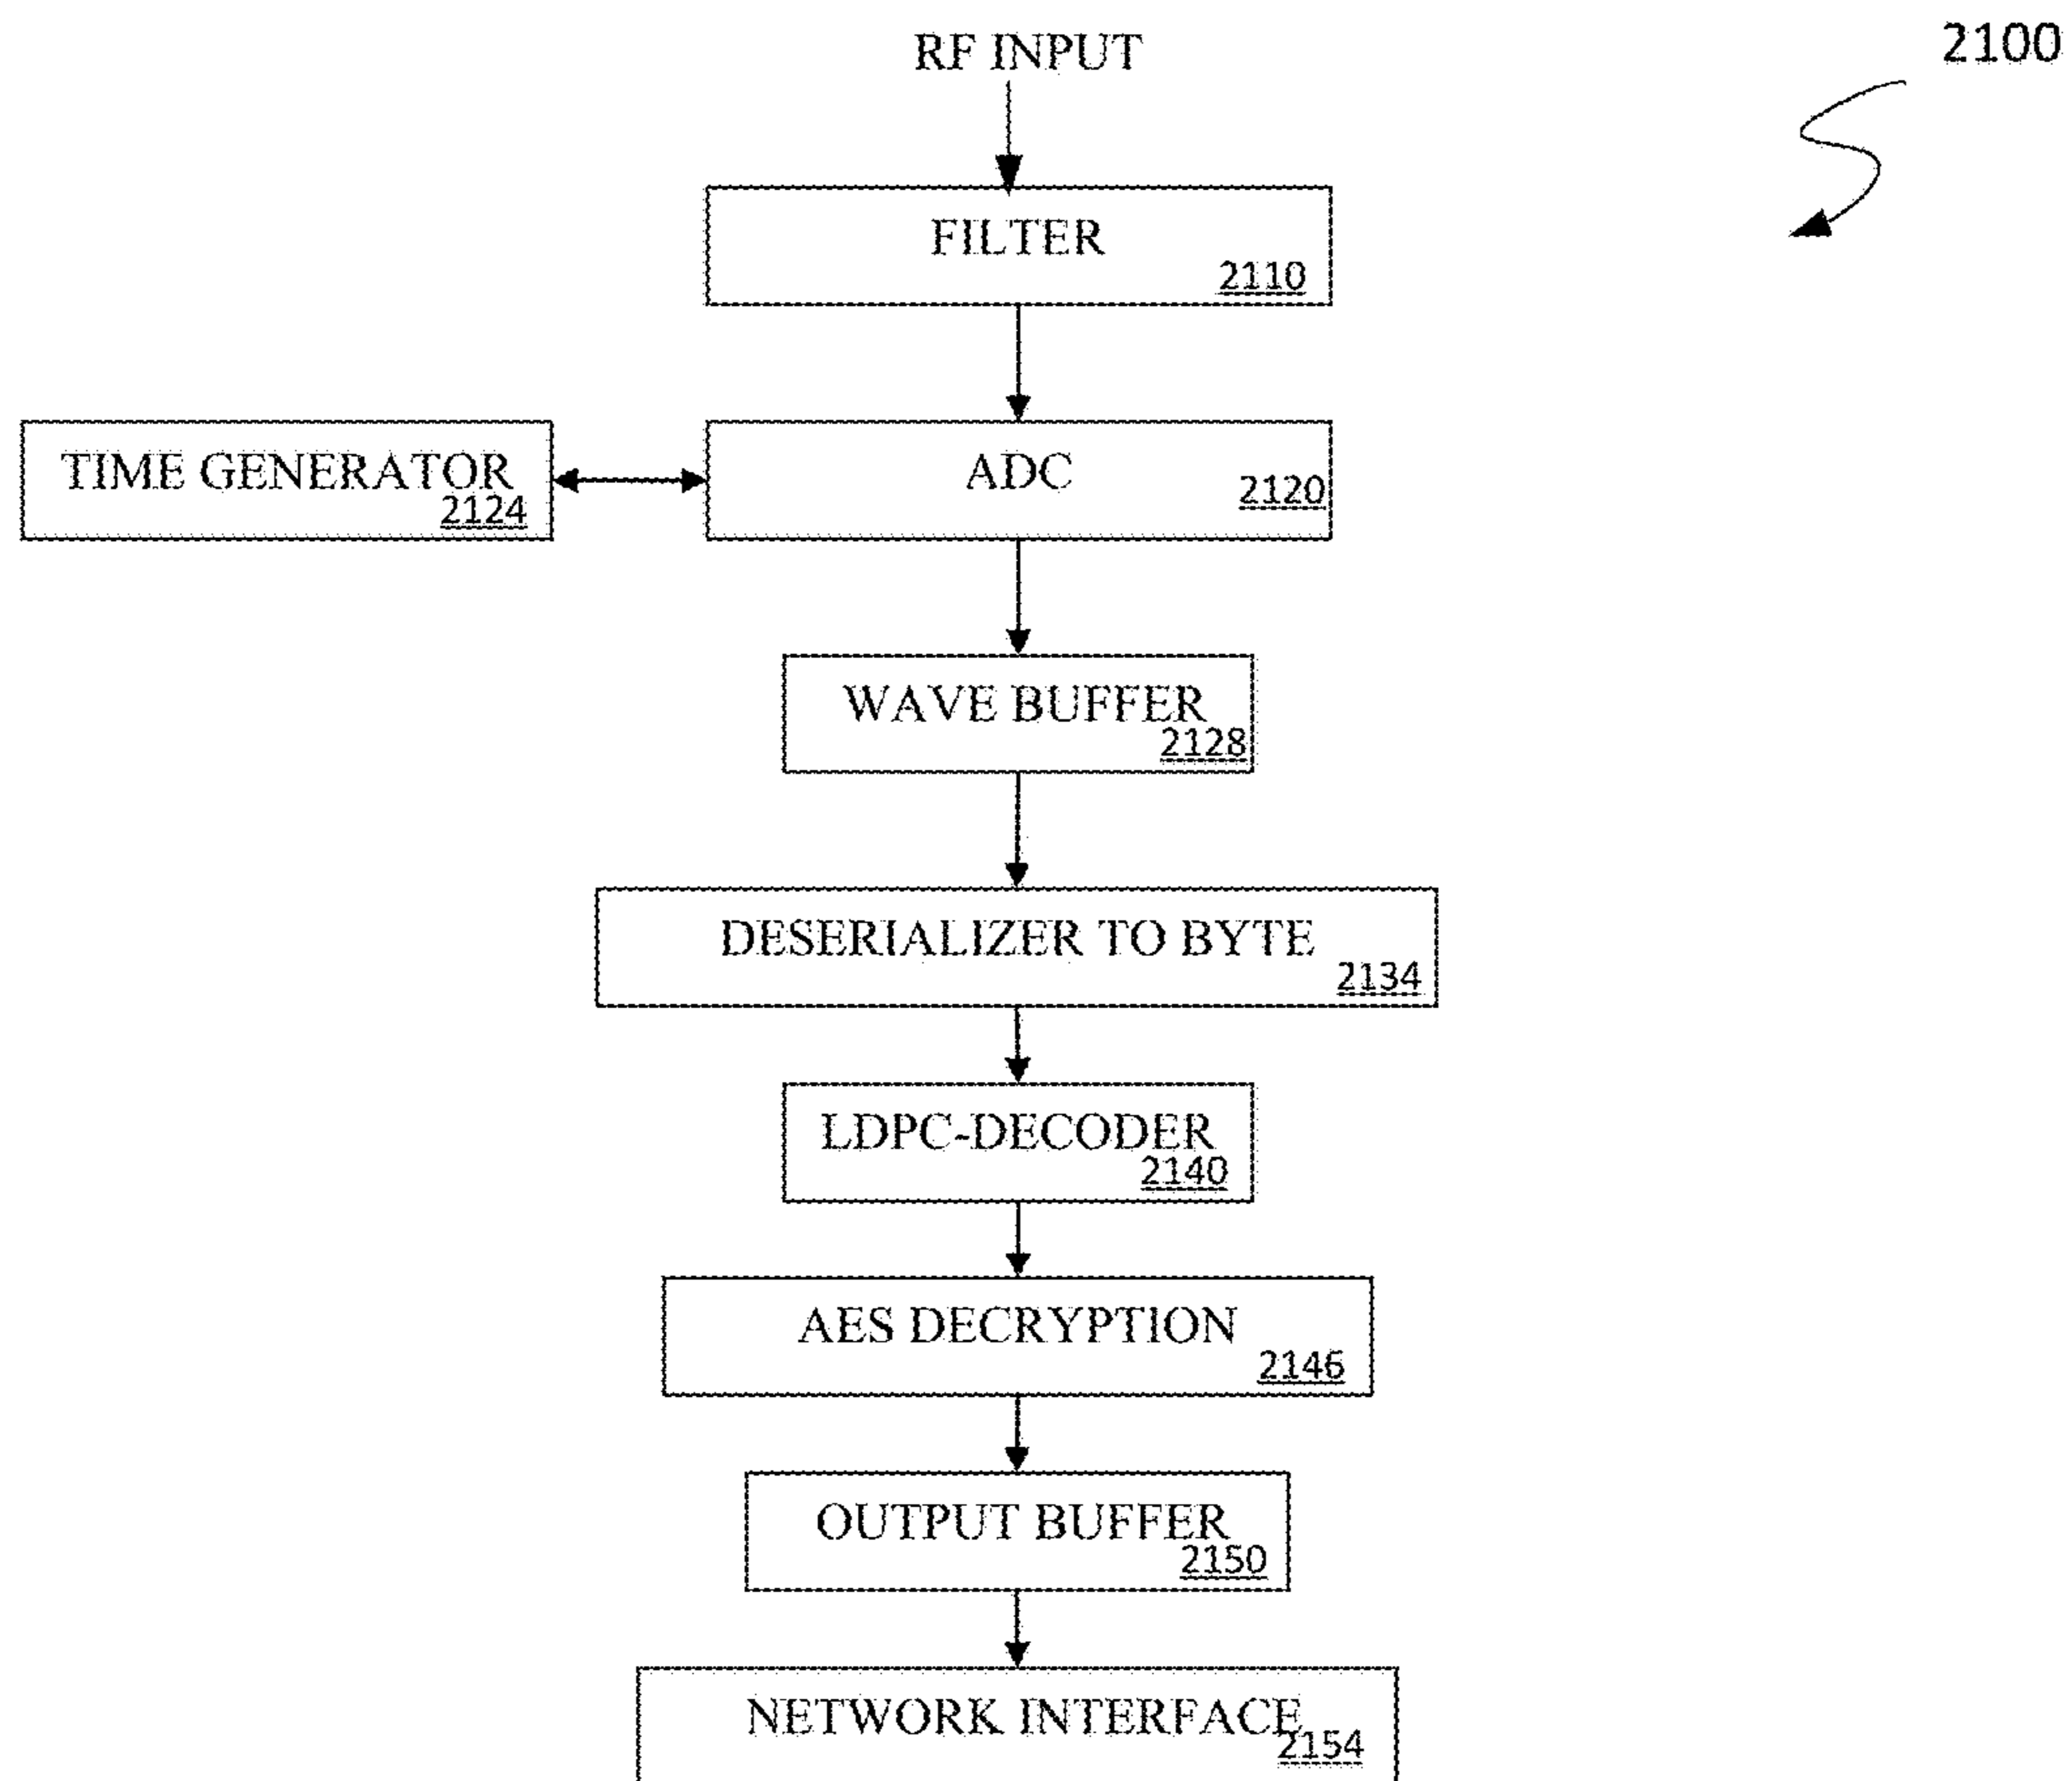 RF INPUT
2100
FILTER
2110
TIME GENERATOR
2124
ADC
2120
WAVE BUFFER
2128
DESERIALIZER TO BYTE
2134
LDPC-DECODER
2140
AES DECRYPTION
2146
OUTPUT BUFFER
2150
NETWORK INTERFACE
2154